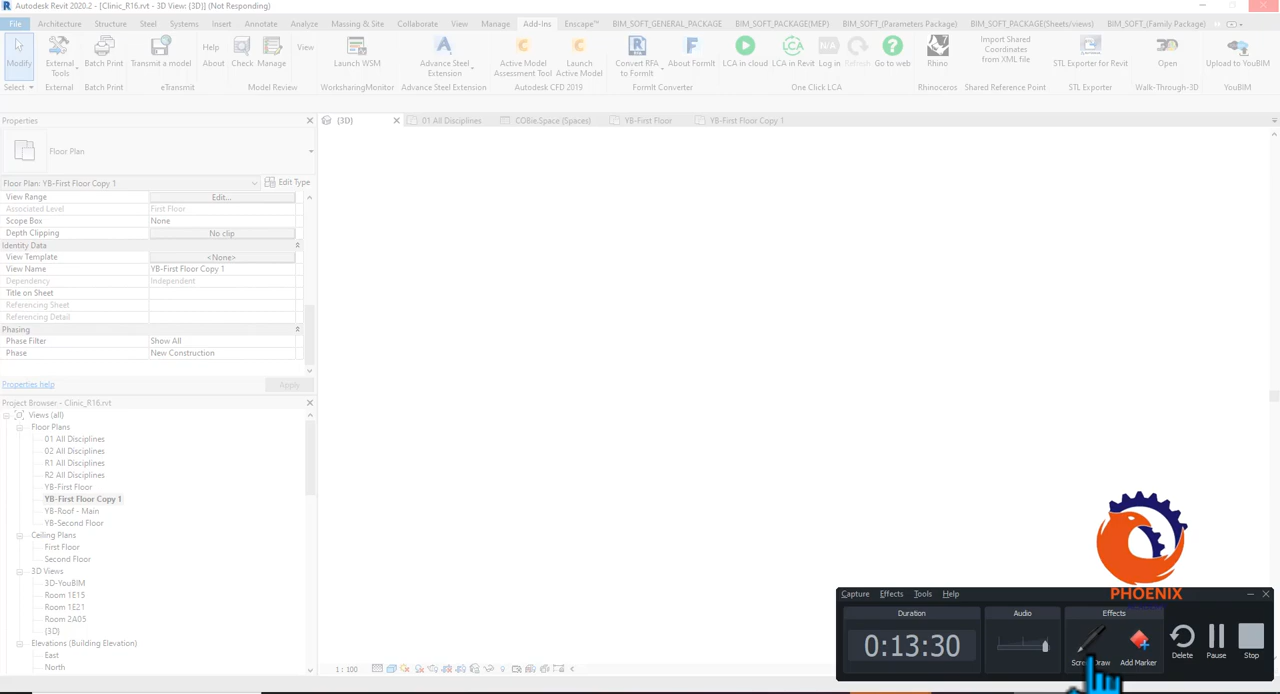 Autodesk Revit 2020.2 - [Clinic_R16.rvt - 3D View: {3D}] (Not Responding)
File Architecture Structure Steel Systems Insert Annotate Analyze Massing & Site Collaborate View Manage Add-Ins Enscape™ BIM_SOFT_GENERAL_PACKAGE BIM_SOFT_PACKAGE(MEP) BIM_SOFT_(Parameters Package) BIM_SOFT_PACKAGE(Sheets/views) BIM_SOFT_(Family Package)
Modify External Tools Batch Print Transmit a model Help About Check Manage View Launch WSM Advance Steel Extension Active Model Assessment Tool Launch Active Model Convert RFA to FormIt About FormIt LCA in cloud LCA in Revit Log in Refresh Go to web Rhino Import Shared Coordinates from XML file STL Exporter for Revit Open Upload to YouBIM
Select External Batch Print eTransmit Model Review WorksharingMonitor Advance Steel Extension Autodesk CFD 2019 FormIt Converter One Click LCA Rhinoceros Shared Reference Point STL Exporter Walk-Through-3D YouBIM
Properties
{3D} 01 All Disciplines COBie.Space (Spaces) YB-First Floor YB-First Floor Copy 1
Floor Plan
Floor Plan: YB-First Floor Copy 1 Edit Type
View Range Edit...
Associated Level First Floor
Scope Box None
Depth Clipping No clip
Identity Data
View Template <None>
View Name YB-First Floor Copy 1
Dependency Independent
Title on Sheet
Referencing Sheet
Referencing Detail
Phasing
Phase Filter Show All
Phase New Construction
Properties help Apply
Project Browser - Clinic_R16.rvt
Views (all)
Floor Plans
01 All Disciplines
02 All Disciplines
R1 All Disciplines
R2 All Disciplines
YB-First Floor
YB-First Floor Copy 1
YB-Roof - Main
YB-Second Floor
Ceiling Plans
First Floor
Second Floor
3D Views
3D-YouBIM
Room 1E15
Room 1E21
Room 2A05
{3D}
Elevations (Building Elevation)
East
North
1 : 100
PHOENIX
Capture Effects Tools Help
Duration Audio Effects
0:13:30
Draw Add Marker Delete Pause Stop